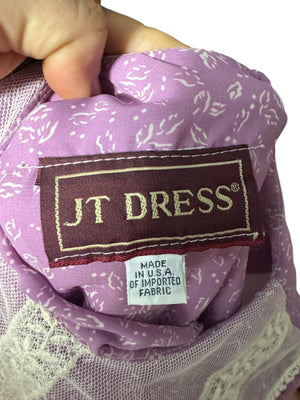 JT DRESS®
MADE
IN U.S.A.
OF IMPORTED
FABRIC